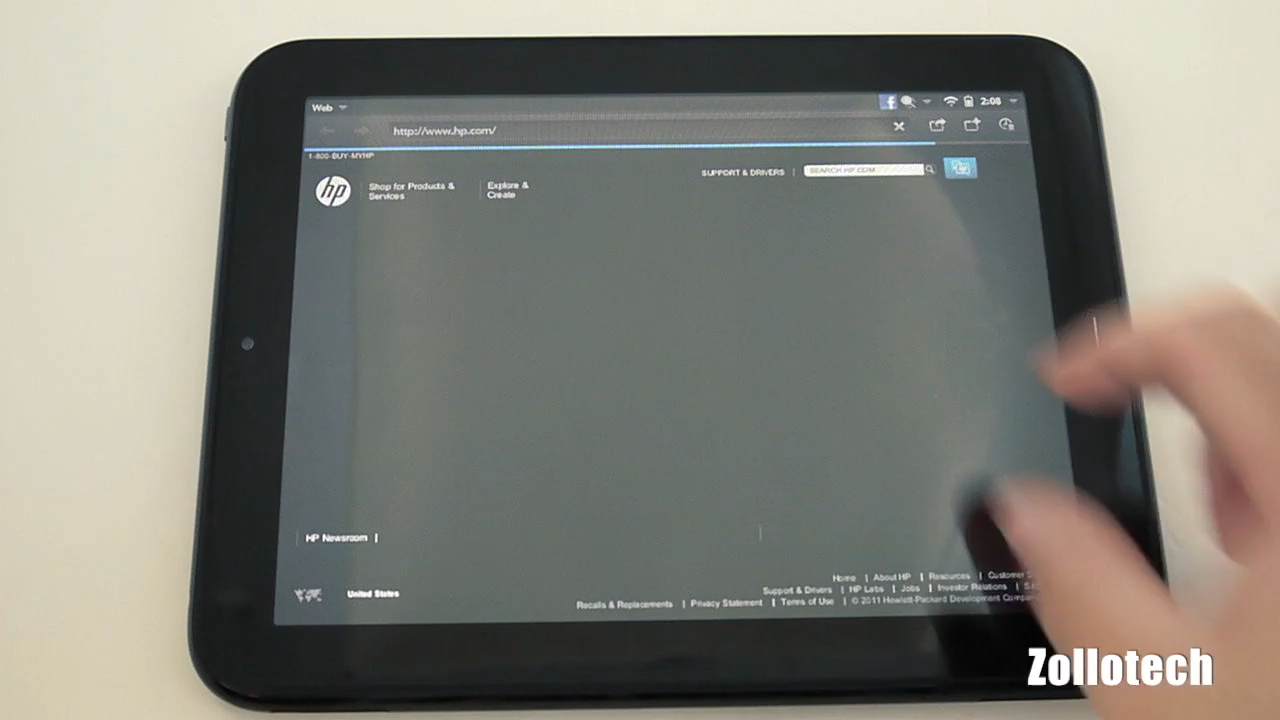 Web
2:08
http://www.hp.com/
1-800-BUY-MYHP
SUPPORT & DRIVERS | SEARCH HP.COM
hp
Shop for Products & Services
Explore & Create
HP Newsroom |
Home | About HP | Resources | Customer
United States
Support & Drivers | HP Labs | Jobs | Investor Relations |
Recalls & Replacements | Privacy Statement | Terms of Use | © 2011 Hewlett-Packard Development
Zollotech